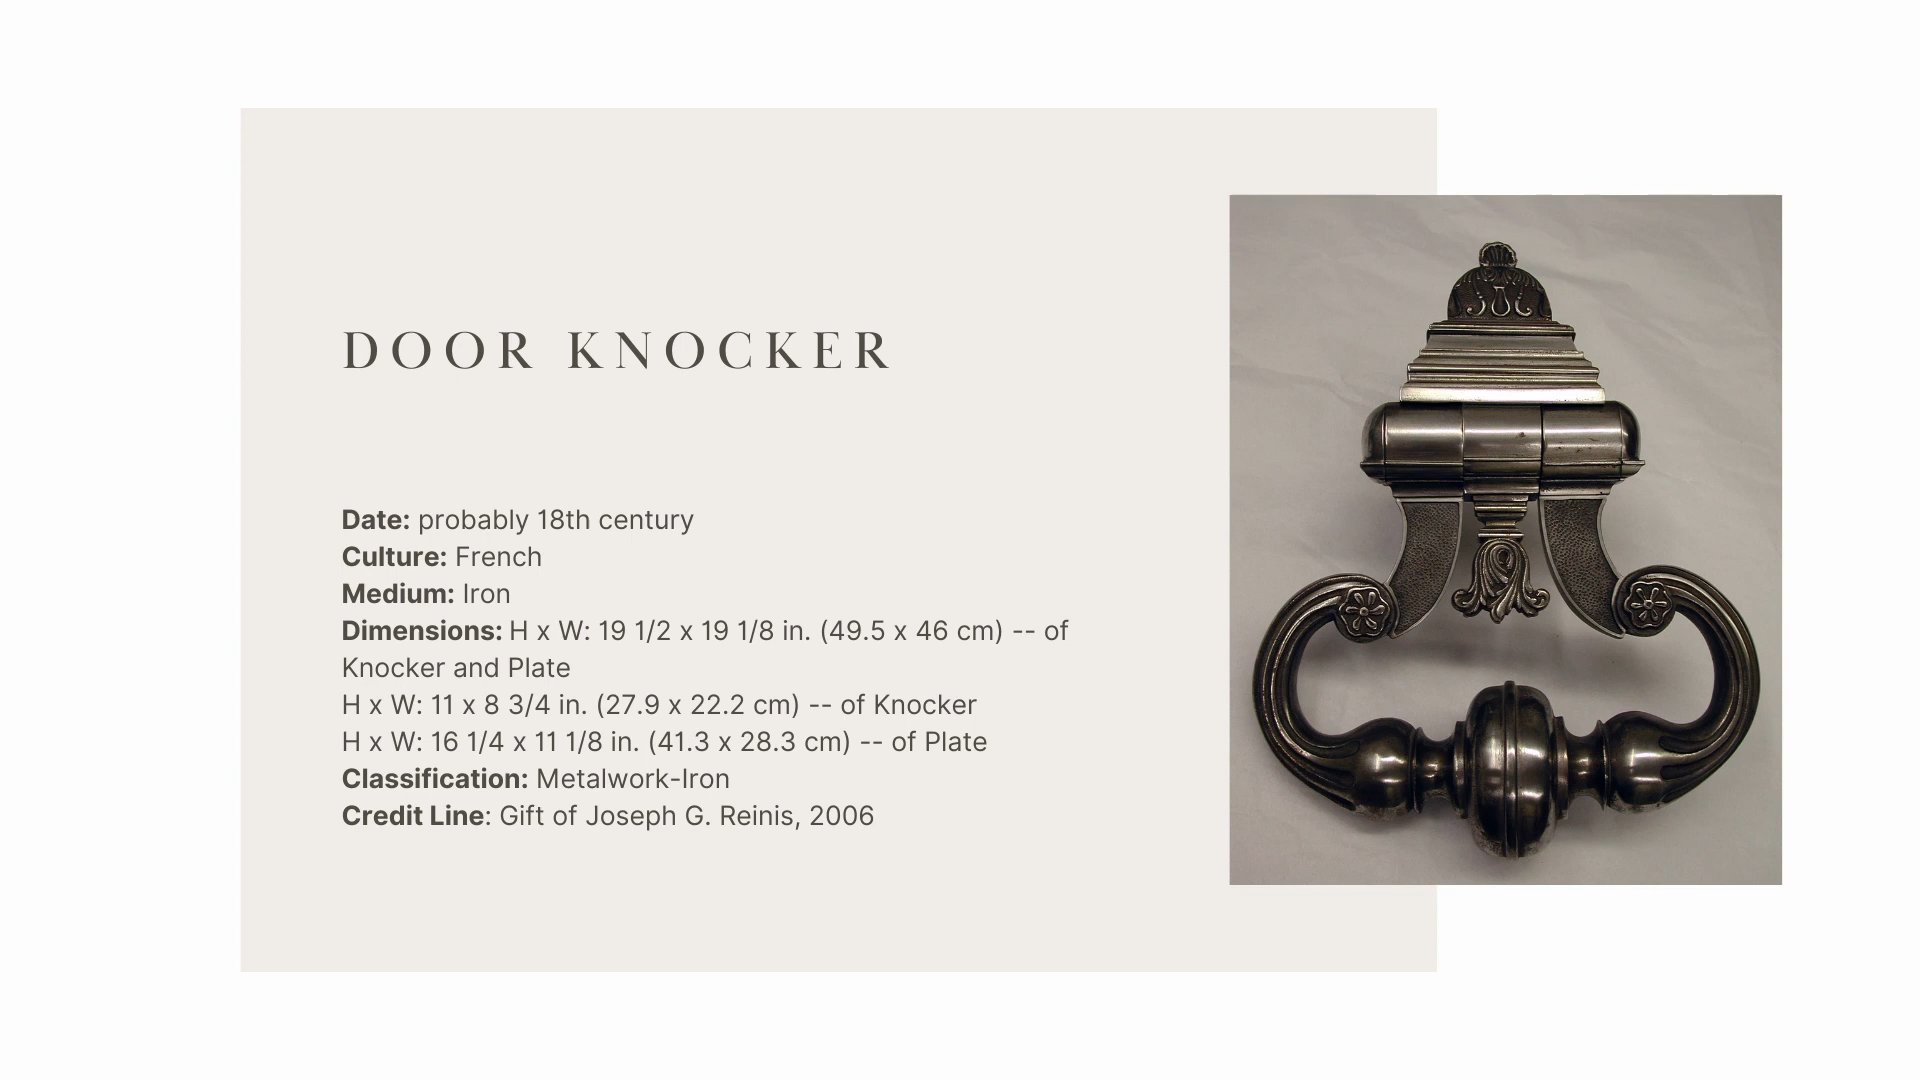 DOOR KNOCKER
Date: probably 18th century
Culture: French
Medium: Iron
Dimensions: H x W: 19 1/2 x 19 1/8 in. (49.5 x 46 cm) -- of
Knocker and Plate
H x W: 11 x 8 3/4 in. (27.9 x 22.2 cm) -- of Knocker
H x W: 16 1/4 x 11 1/8 in. (41.3 x 28.3 cm) -- of Plate
Classification: Metalwork-Iron
Credit Line: Gift of Joseph G. Reinis, 2006